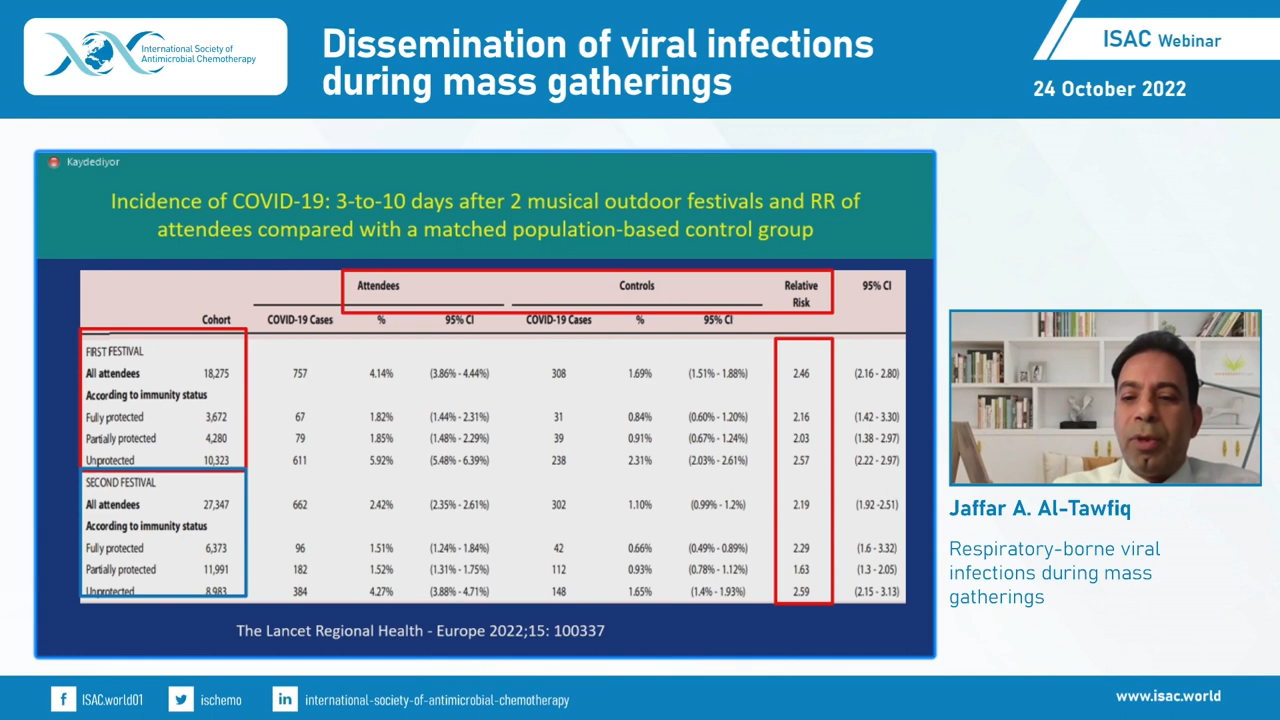 International Society of
Antimicrobial Chemotherapy
Dissemination of viral infections
during mass gatherings
ISAC Webinar
24 October 2022
Kaydediyor
Incidence of COVID-19: 3-to-10 days after 2 musical outdoor festivals and RR of
attendees compared with a matched population-based control group
Attendees Controls Relative Risk 95% CI
Cohort COVID-19 Cases % 95% CI COVID-19 Cases % 95% CI
FIRST FESTIVAL
All attendees 18,275 757 4.14% (3.86% - 4.44%) 308 1.69% (1.51% - 1.88%) 2.46 (2.16 - 2.80)
According to immunity status
Fully protected 3,672 67 1.82% (1.44% - 2.31%) 31 0.84% (0.60% - 1.20%) 2.16 (1.42 - 3.30)
Partially protected 4,280 79 1.85% (1.48% - 2.29%) 39 0.91% (0.67% - 1.24%) 2.03 (1.38 - 2.97)
Unprotected 10,323 611 5.92% (5.48% - 6.39%) 238 2.31% (2.03% - 2.61%) 2.57 (2.22 - 2.97)
SECOND FESTIVAL
All attendees 27,347 662 2.42% (2.35% - 2.61%) 302 1.10% (0.99% - 1.2%) 2.19 (1.92 -2.51)
According to immunity status
Fully protected 6,373 96 1.51% (1.24% - 1.84%) 42 0.66% (0.49% - 0.89%) 2.29 (1.6 - 3.32)
Partially protected 11,991 182 1.52% (1.31% - 1.75%) 112 0.93% (0.78% - 1.12%) 1.63 (1.3 - 2.05)
Unprotected 8,983 384 4.27% (3.88% - 4.71%) 148 1.65% (1.4% - 1.93%) 2.59 (2.15 - 3.13)
The Lancet Regional Health - Europe 2022;15: 100337
Jaffar A. Al-Tawfiq
Respiratory-borne viral
infections during mass
gatherings
ISAC.world01
ischemo
international-society-of-antimicrobial-chemotherapy
www.isac.world